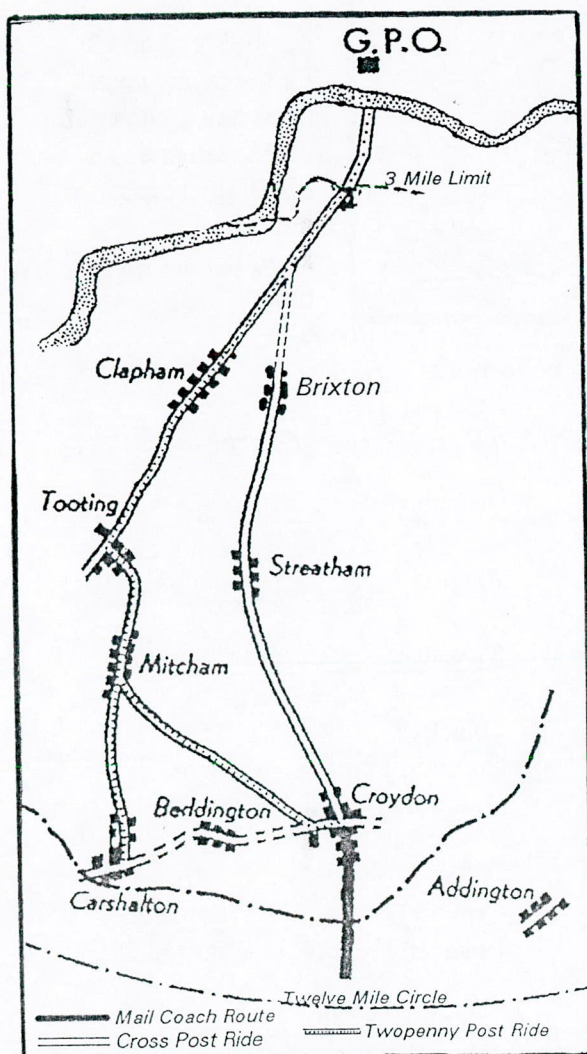 G.P.O.
3 Mile Limit
Clapham
Brixton
Tooting
Streatham
Mitcham
Beddington
Croydon
Carshalton
Addington
Twelve Mile Circle
Mail Coach Route
Cross Post Ride
Twopenny Post Ride